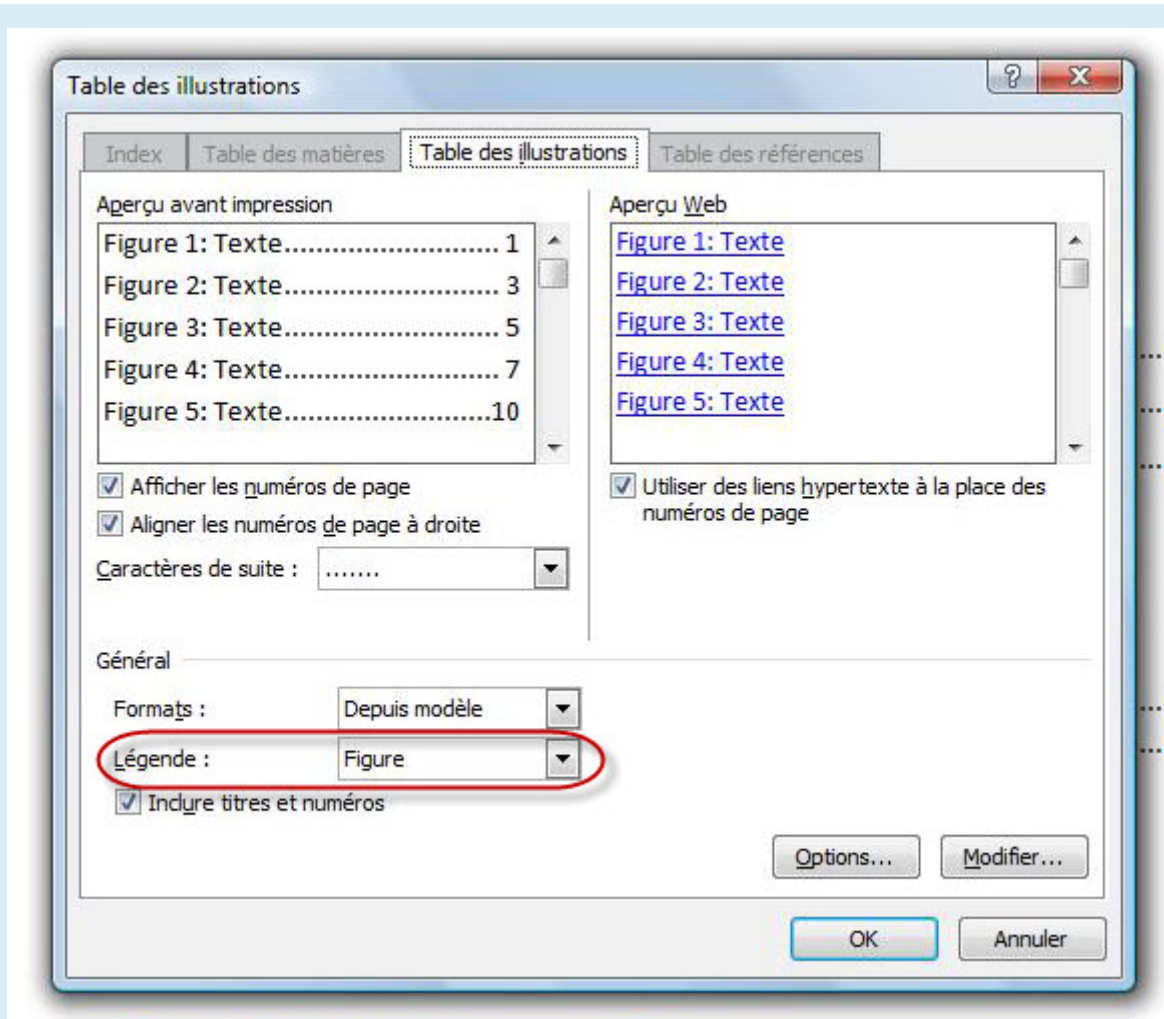 Table des illustrations
Index Table des matières Table des illustrations Table des références
Aperçu avant impression
Figure 1: Texte........................... 1
Figure 2: Texte........................... 3
Figure 3: Texte........................... 5
Figure 4: Texte........................... 7
Figure 5: Texte..........................10
Afficher les numéros de page
Aligner les numéros de page à droite
Caractères de suite : .......
Aperçu Web
Figure 1: Texte
Figure 2: Texte
Figure 3: Texte
Figure 4: Texte
Figure 5: Texte
Utiliser des liens hypertexte à la place des
numéros de page
Général
Formats : Depuis modèle
Légende : Figure
Inclure titres et numéros
Options... Modifier...
OK Annuler